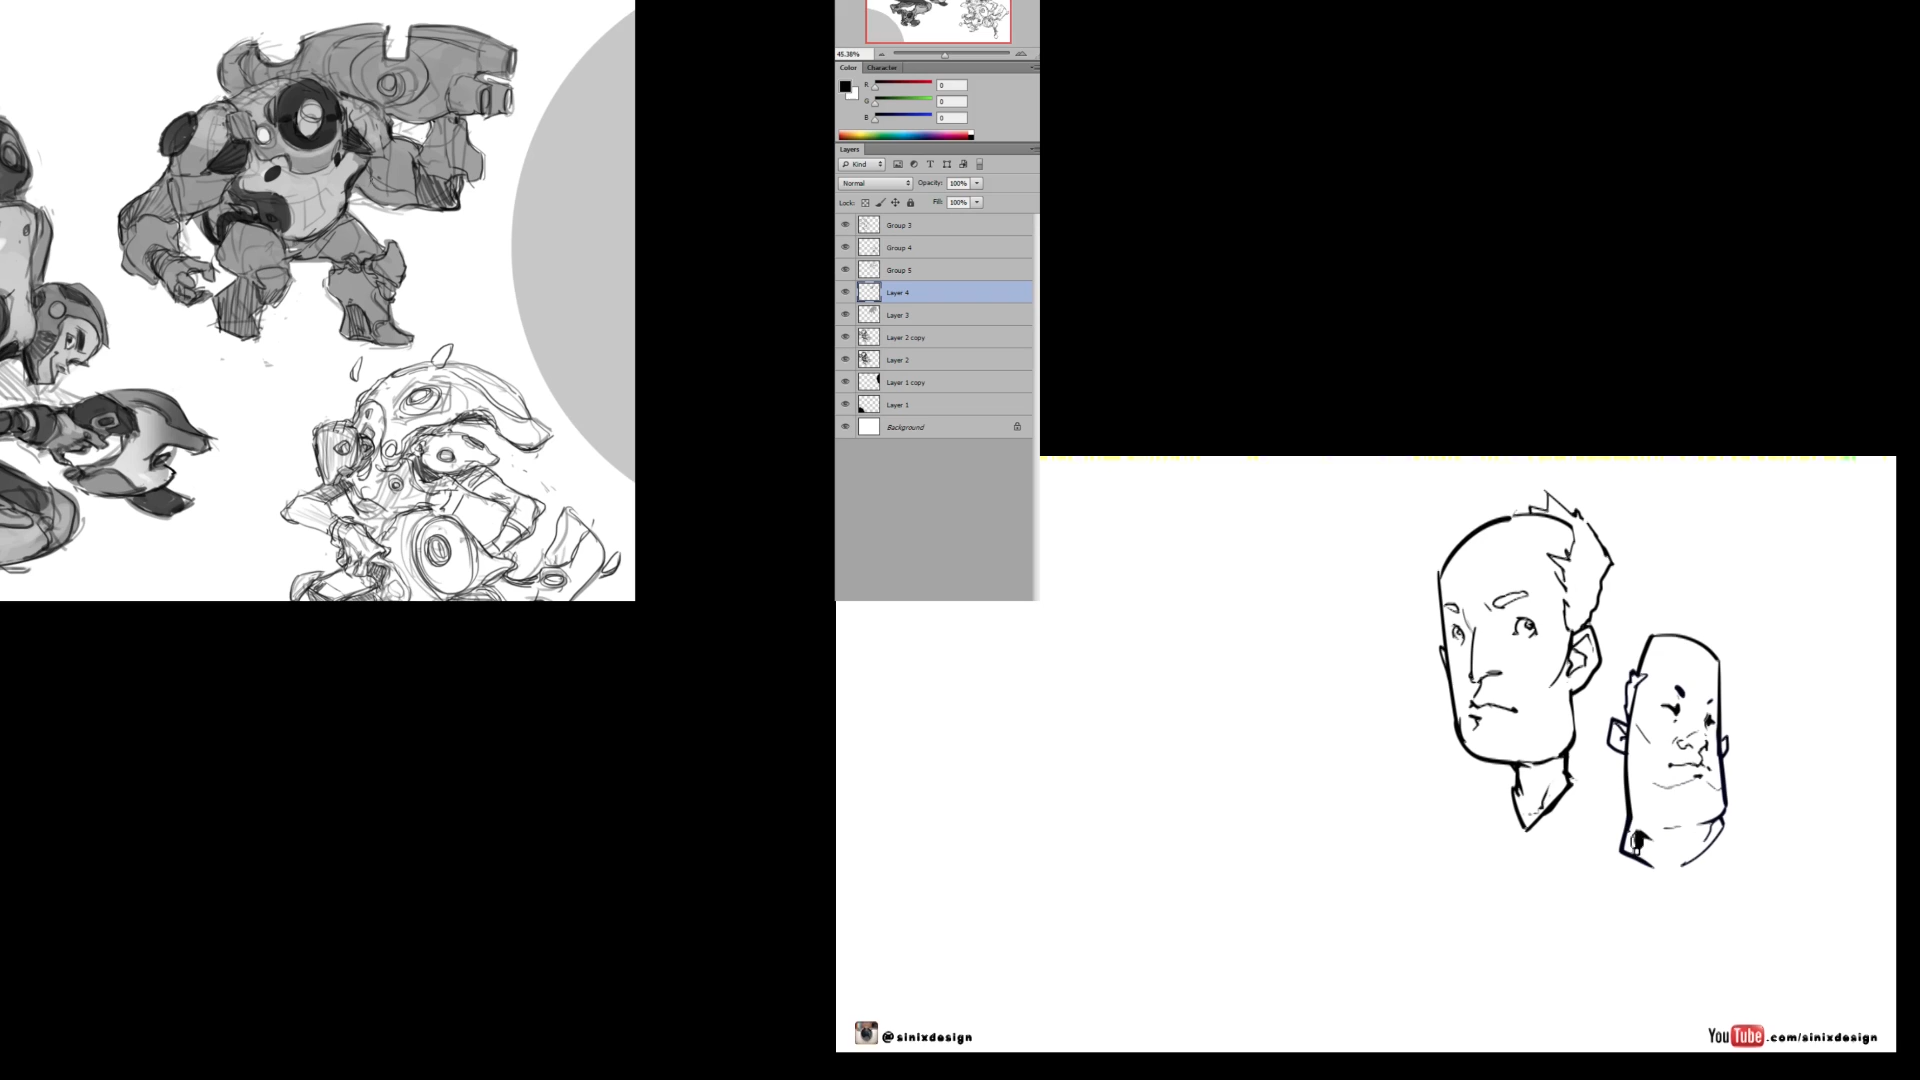 45.38%
Color Character
R 0
G 0
B 0
Layers
Kind
Normal Opacity: 100%
Lock: Fill: 100%
Group 3
Group 4
Group 5
Layer 4
Layer 3
Layer 2 copy
Layer 2
Layer 1 copy
Layer 1
Background
@sinixdesign
YouTube.com/sinixdesign